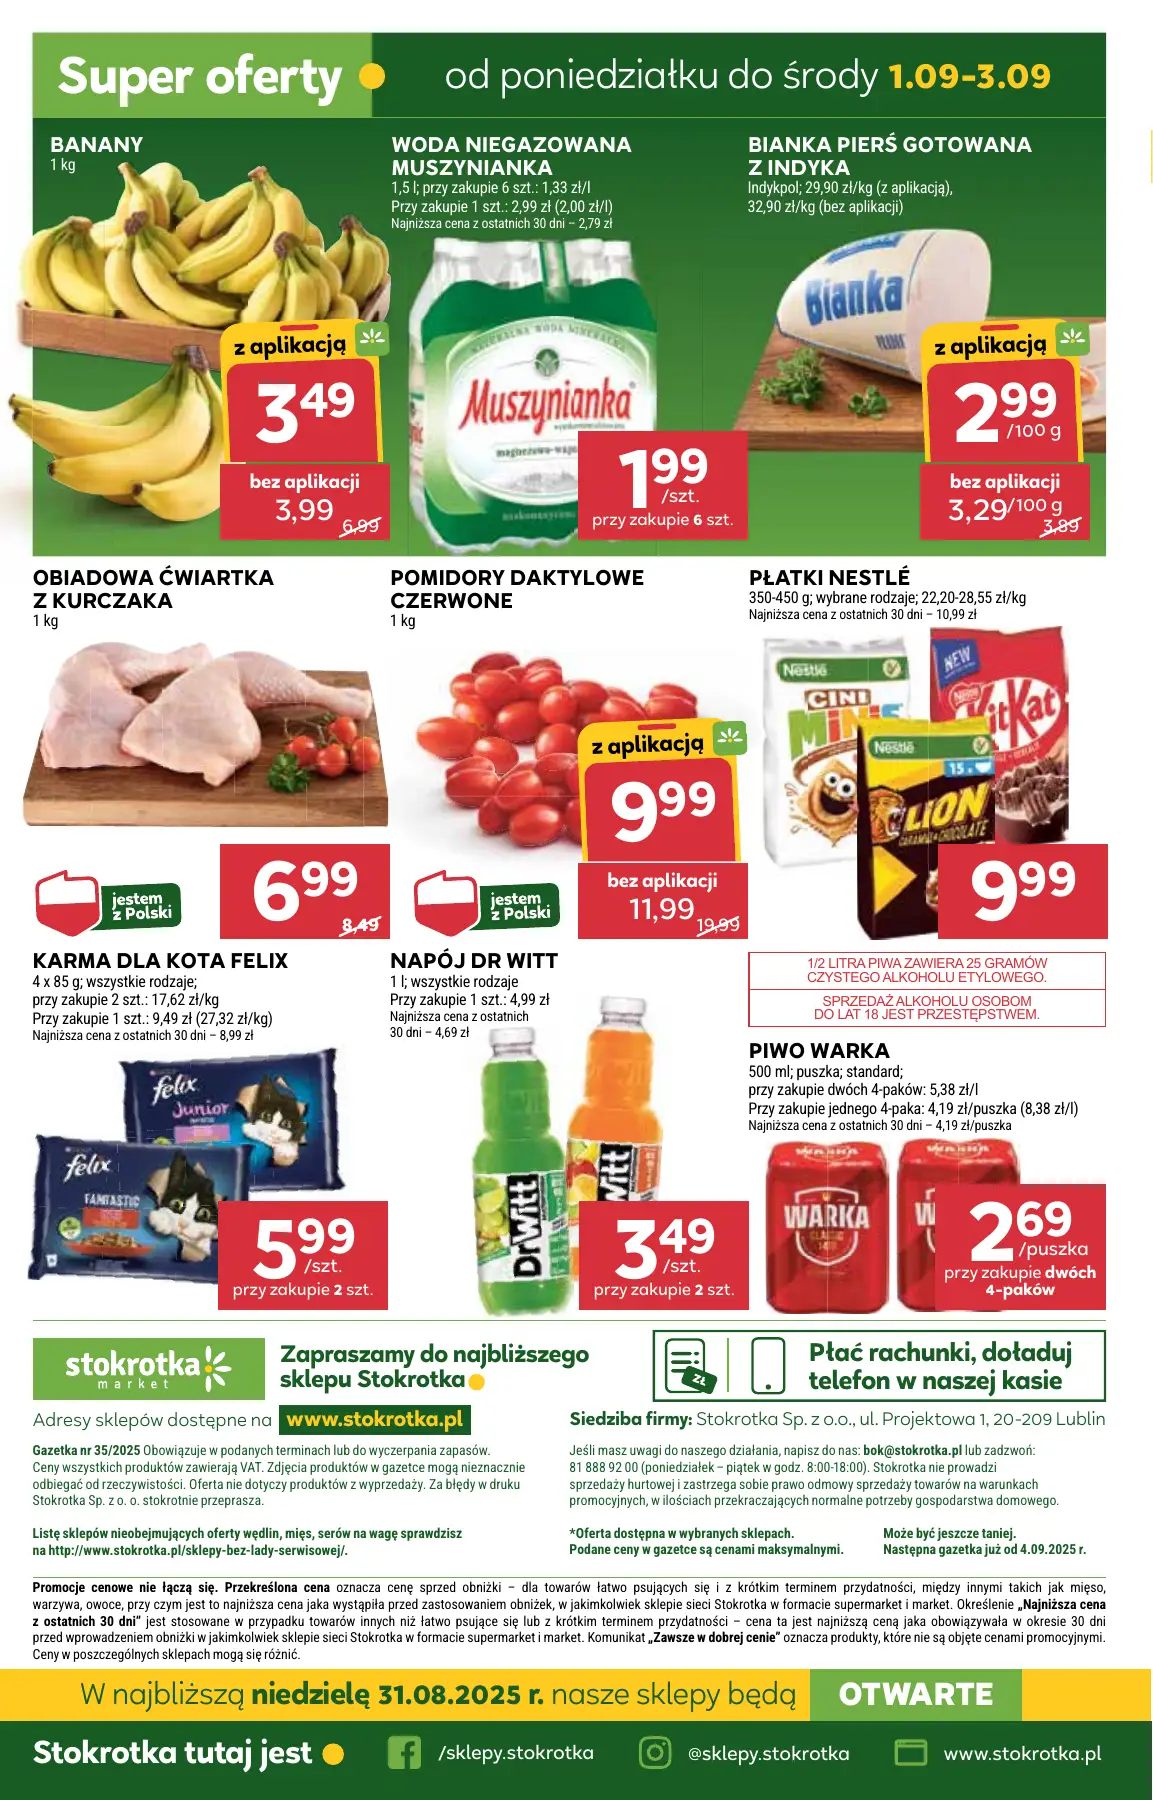 Super oferty
od poniedziałku do środy 1.09-3.09
BANANY
1 kg
z aplikacją
3 49
bez aplikacji
3,99
6,99
WODA NIEGAZOWANA
MUSZYNIANKA
1,5 l; przy zakupie 6 szt.: 1,33 zł/l
Przy zakupie 1 szt.: 2,99 zł (2,00 zł/l)
Najniższa cena z ostatnich 30 dni – 2,79 zł
Muszynianka
1 99
/szt.
przy zakupie 6 szt.
BIANKA PIERŚ GOTOWANA
Z INDYKA
Indykpol; 29,90 zł/kg (z aplikacją),
32,90 zł/kg (bez aplikacji)
Bianka
z aplikacją
2 99
/100 g
bez aplikacji
3,29/100 g
3,89
OBIADOWA ĆWIARTKA
Z KURCZAKA
1 kg
jestem
z Polski
6 99
8,49
POMIDORY DAKTYLOWE
CZERWONE
1 kg
z aplikacją
9 99
bez aplikacji
11,99
19,99
jestem
z Polski
PŁATKI NESTLÉ
350-450 g; wybrane rodzaje; 22,20-28,55 zł/kg
Najniższa cena z ostatnich 30 dni – 10,99 zł
Nestlé
CINI
MINIS
NEW
Nestlé
KitKat
Nestlé
15x
LION
CARAMEL & CHOCOLATE
9 99
KARMA DLA KOTA FELIX
4 x 85 g; wszystkie rodzaje;
przy zakupie 2 szt.: 17,62 zł/kg
Przy zakupie 1 szt.: 9,49 zł (27,32 zł/kg)
Najniższa cena z ostatnich 30 dni – 8,99 zł
felix
Junior
felix
FANTASTIC
5 99
/szt.
przy zakupie 2 szt.
NAPÓJ DR WITT
1 l; wszystkie rodzaje
Przy zakupie 1 szt.: 4,99 zł
Najniższa cena z ostatnich
30 dni – 4,69 zł
DrWitt
Witt
3 49
/szt.
przy zakupie 2 szt.
1/2 LITRA PIWA ZAWIERA 25 GRAMÓW
CZYSTEGO ALKOHOLU ETYLOWEGO.
SPRZEDAŻ ALKOHOLU OSOBOM
DO LAT 18 JEST PRZESTĘPSTWEM.
PIWO WARKA
500 ml; puszka; standard;
przy zakupie dwóch 4-paków: 5,38 zł/l
Przy zakupie jednego 4-paka: 4,19 zł/puszka (8,38 zł/l)
Najniższa cena z ostatnich 30 dni – 4,19 zł/puszka
WARKA
WARKA
WARKA
CLASSIC
2 69
/puszka
przy zakupie dwóch
4-paków
stokrotka
market
Zapraszamy do najbliższego
sklepu Stokrotka
ZŁ
Płać rachunki, doładuj
telefon w naszej kasie
Adresy sklepów dostępne na www.stokrotka.pl
Siedziba firmy: Stokrotka Sp. z o.o., ul. Projektowa 1, 20-209 Lublin
Gazetka nr 35/2025 Obowiązuje w podanych terminach lub do wyczerpania zapasów.
Ceny wszystkich produktów zawierają VAT. Zdjęcia produktów w gazetce mogą nieznacznie
odbiegać od rzeczywistości. Oferta nie dotyczy produktów z wyprzedaży. Za błędy w druku
Stokrotka Sp. z o. o. stokrotnie przeprasza.
Listę sklepów nieobejmujących oferty wędlin, mięs, serów na wagę sprawdzisz
na http://www.stokrotka.pl/sklepy-bez-lady-serwisowej/.
Jeśli masz uwagi do naszego działania, napisz do nas: bok@stokrotka.pl lub zadzwoń:
81 888 92 00 (poniedziałek – piątek w godz. 8:00-18:00). Stokrotka nie prowadzi
sprzedaży hurtowej i zastrzega sobie prawo odmowy sprzedaży towarów na warunkach
promocyjnych, w ilościach przekraczających normalne potrzeby gospodarstwa domowego.
*Oferta dostępna w wybranych sklepach.
Podane ceny w gazetce są cenami maksymalnymi.
Może być jeszcze taniej.
Następna gazetka już od 4.09.2025 r.
Promocje cenowe nie łączą się. Przekreślona cena oznacza cenę sprzed obniżki – dla towarów łatwo psujących się i z krótkim terminem przydatności, między innymi takich jak mięso,
warzywa, owoce, przy czym jest to najniższa cena jaka wystąpiła przed zastosowaniem obniżek, w jakimkolwiek sklepie sieci Stokrotka w formacie supermarket i market. Określenie „Najniższa cena
z ostatnich 30 dni" jest stosowane w przypadku towarów innych niż łatwo psujące się lub z krótkim terminem przydatności – cena ta jest najniższą ceną jaka obowiązywała w okresie 30 dni
przed wprowadzeniem obniżki w jakimkolwiek sklepie sieci Stokrotka w formacie supermarket i market. Komunikat „Zawsze w dobrej cenie" oznacza produkty, które nie są objęte cenami promocyjnymi.
Ceny w poszczególnych sklepach mogą się różnić.
W najbliższą niedzielę 31.08.2025 r. nasze sklepy będą OTWARTE
Stokrotka tutaj jest
/sklepy.stokrotka
@sklepy.stokrotka
www.stokrotka.pl